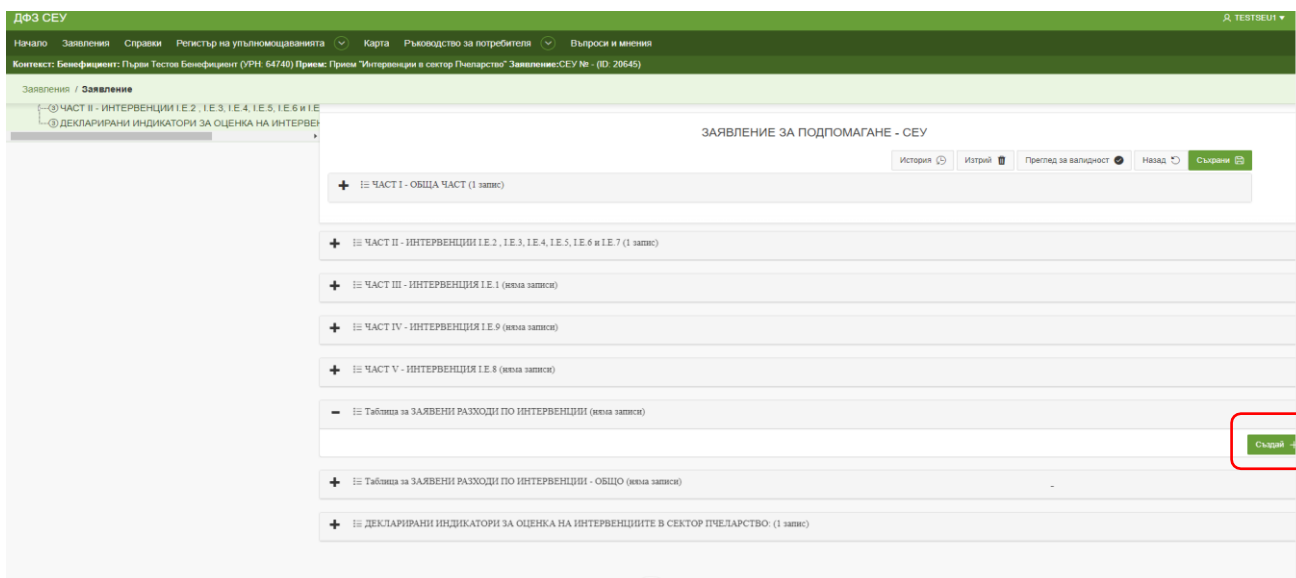 ДФЗ СЕУ
TESTSEU1
Начало Заявления Справки Регистър на упълномощаванията Карта Ръководство за потребителя Въпроси и мнения
Контекст: Бенефициент: Първи Тестов Бенефициент (УРН: 64740) Прием: Прием "Интервенции в сектор Пчеларство" Заявление:СЕУ № - (ID: 20645)
Заявления / Заявление
ЧАСТ II - ИНТЕРВЕНЦИИ I.E.2 , I.E.3, I.E.4, I.E.5, I.E.6 и I.E
ДЕКЛАРИРАНИ ИНДИКАТОРИ ЗА ОЦЕНКА НА ИНТЕРВЕН
ЗАЯВЛЕНИЕ ЗА ПОДПОМАГАНЕ - СЕУ
История Изтрий Преглед за валидност Назад Съхрани
ЧАСТ I - ОБЩА ЧАСТ (1 запис)
ЧАСТ II - ИНТЕРВЕНЦИИ I.E.2 , I.E.3, I.E.4, I.E.5, I.E.6 и I.E.7 (1 запис)
ЧАСТ III - ИНТЕРВЕНЦИЯ I.E.1 (няма записи)
ЧАСТ IV - ИНТЕРВЕНЦИЯ I.E.9 (няма записи)
ЧАСТ V - ИНТЕРВЕНЦИЯ I.E.8 (няма записи)
Таблица за ЗАЯВЕНИ РАЗХОДИ ПО ИНТЕРВЕНЦИИ (няма записи)
Създай
Таблица за ЗАЯВЕНИ РАЗХОДИ ПО ИНТЕРВЕНЦИИ - ОБЩО (няма записи)
ДЕКЛАРИРАНИ ИНДИКАТОРИ ЗА ОЦЕНКА НА ИНТЕРВЕНЦИИТЕ В СЕКТОР ПЧЕЛАРСТВО: (1 запис)